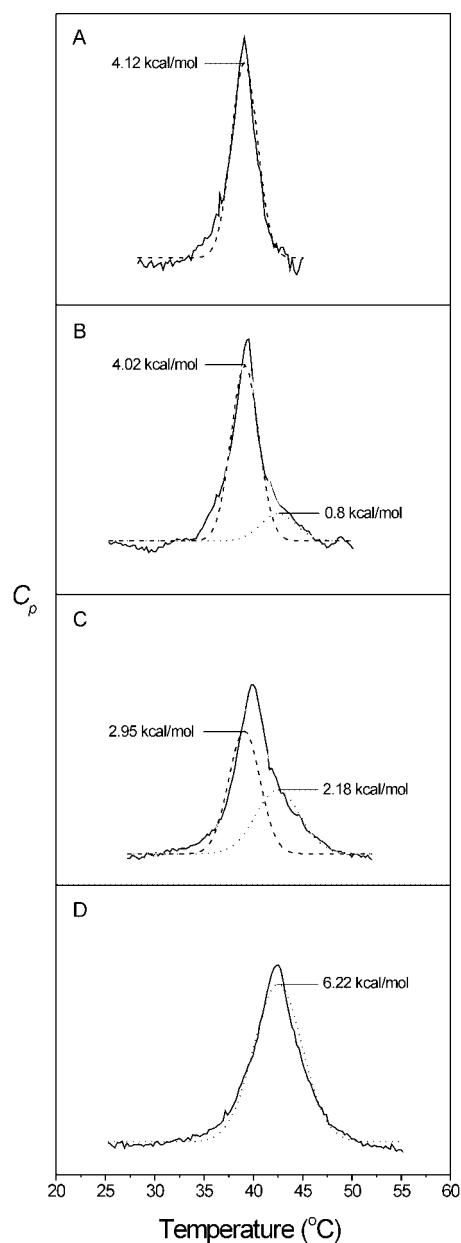 A
4.12 kcal/mol
B
4.02 kcal/mol
0.8 kcal/mol
C_p
C
2.95 kcal/mol
2.18 kcal/mol
D
6.22 kcal/mol
20 25 30 35 40 45 50 55 60
Temperature (°C)